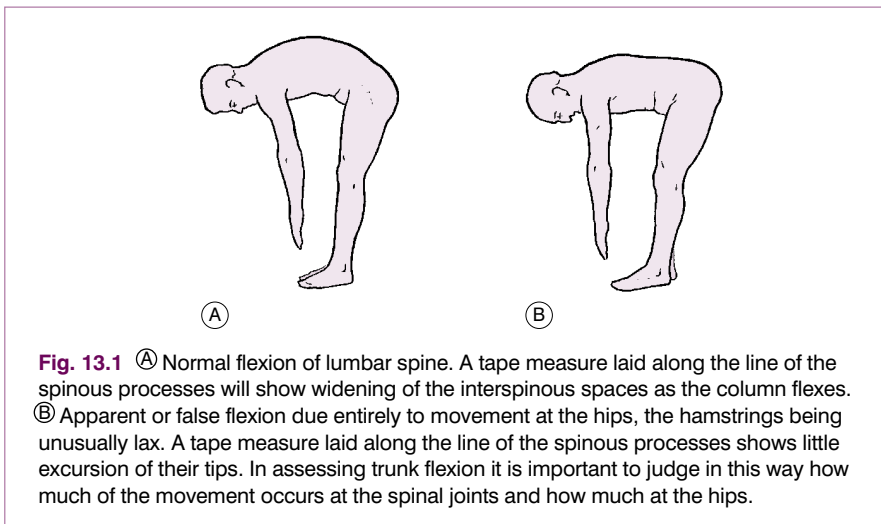 A
B
Fig. 13.1 Ⓐ Normal flexion of lumbar spine. A tape measure laid along the line of the
spinous processes will show widening of the interspinous spaces as the column flexes.
Ⓑ Apparent or false flexion due entirely to movement at the hips, the hamstrings being
unusually lax. A tape measure laid along the line of the spinous processes shows little
excursion of their tips. In assessing trunk flexion it is important to judge in this way how
much of the movement occurs at the spinal joints and how much at the hips.